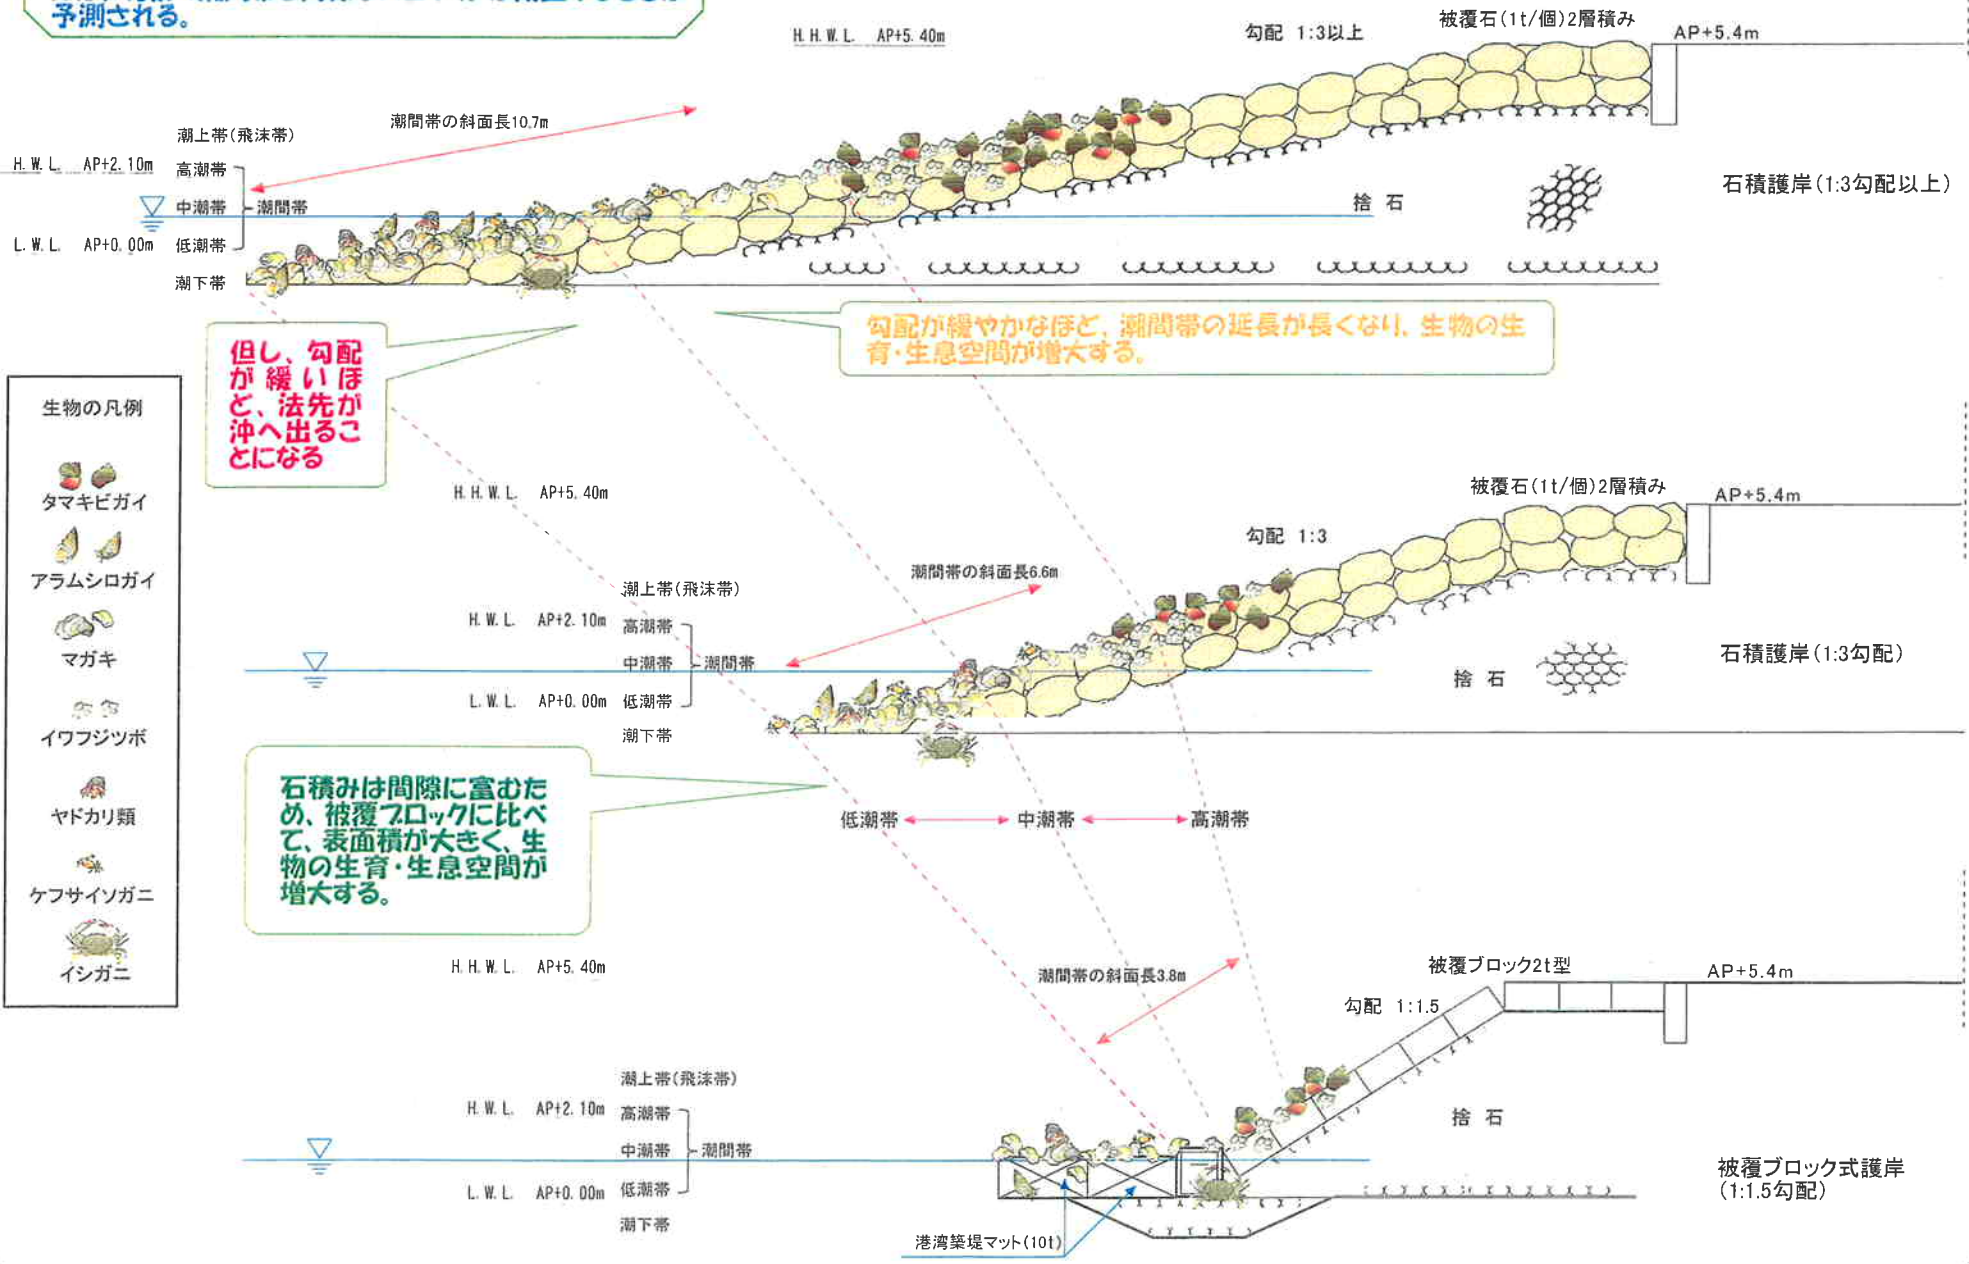 予測される。
H.H.W.L. AP+5.40m
勾配 1:3以上
被覆石(1t/個)2層積み
AP+5.4m
潮間帯の斜面長10.7m
潮上帯(飛沫帯)
H.W.L. AP+2.10m
高潮帯
中潮帯
潮間帯
L.W.L. AP+0.00m
低潮帯
潮下帯
捨石
石積護岸(1:3勾配以上)
勾配が緩やかなほど、潮間帯の延長が長くなり、生物の生
育・生息空間が増大する。
但し、勾配
が緩いほ
ど、法先が
沖へ出るこ
とになる
生物の凡例
タマキビガイ
アラムシロガイ
マガキ
イワフジツボ
ヤドカリ類
ケフサイソガニ
イシガニ
H.H.W.L. AP+5.40m
被覆石(1t/個)2層積み
AP+5.4m
勾配 1:3
潮間帯の斜面長6.6m
潮上帯(飛沫帯)
H.W.L. AP+2.10m
高潮帯
中潮帯
潮間帯
L.W.L. AP+0.00m
低潮帯
潮下帯
捨石
石積護岸(1:3勾配)
石積みは間隙に富むた
め、被覆ブロックに比べ
て、表面積が大きく、生
物の生育・生息空間が
増大する。
低潮帯
中潮帯
高潮帯
H.H.W.L. AP+5.40m
潮間帯の斜面長3.8m
被覆ブロック2t型
AP+5.4m
勾配 1:1.5
潮上帯(飛沫帯)
H.W.L. AP+2.10m
高潮帯
中潮帯
潮間帯
L.W.L. AP+0.00m
低潮帯
潮下帯
捨石
被覆ブロック式護岸
(1:1.5勾配)
港湾築堤マット(10t)